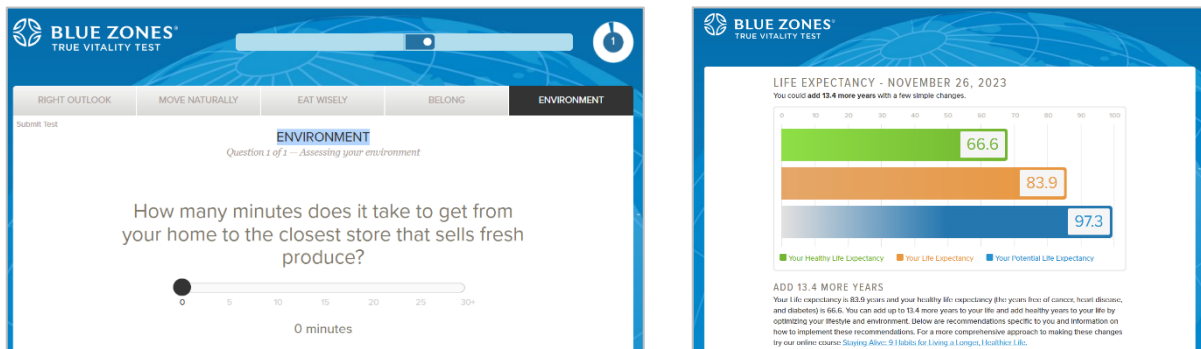 BLUE ZONES®
TRUE VITALITY TEST
1
RIGHT OUTLOOK
MOVE NATURALLY
EAT WISELY
BELONG
ENVIRONMENT
Submit Test
ENVIRONMENT
Question 1 of 1 — Assessing your environment
How many minutes does it take to get from
your home to the closest store that sells fresh
produce?
0 5 10 15 20 25 30+
0 minutes
BLUE ZONES®
TRUE VITALITY TEST
LIFE EXPECTANCY - NOVEMBER 26, 2023
You could add 13.4 more years with a few simple changes.
0 10 20 30 40 50 60 70 80 90 100
66.6
83.9
97.3
Your Healthy Life Expectancy Your Life Expectancy Your Potential Life Expectancy
ADD 13.4 MORE YEARS
Your Life expectancy is 83.9 years and your healthy life expectancy (the years free of cancer, heart disease,
and diabetes) is 66.6. You can add up to 13.4 more years to your life and add healthy years to your life by
optimizing your lifestyle and environment. Below are recommendations specific to you and information on
how to implement these recommendations. For a more comprehensive approach to making these changes
try our online course Staying Alive: 9 Habits for Living a Longer, Healthier Life.